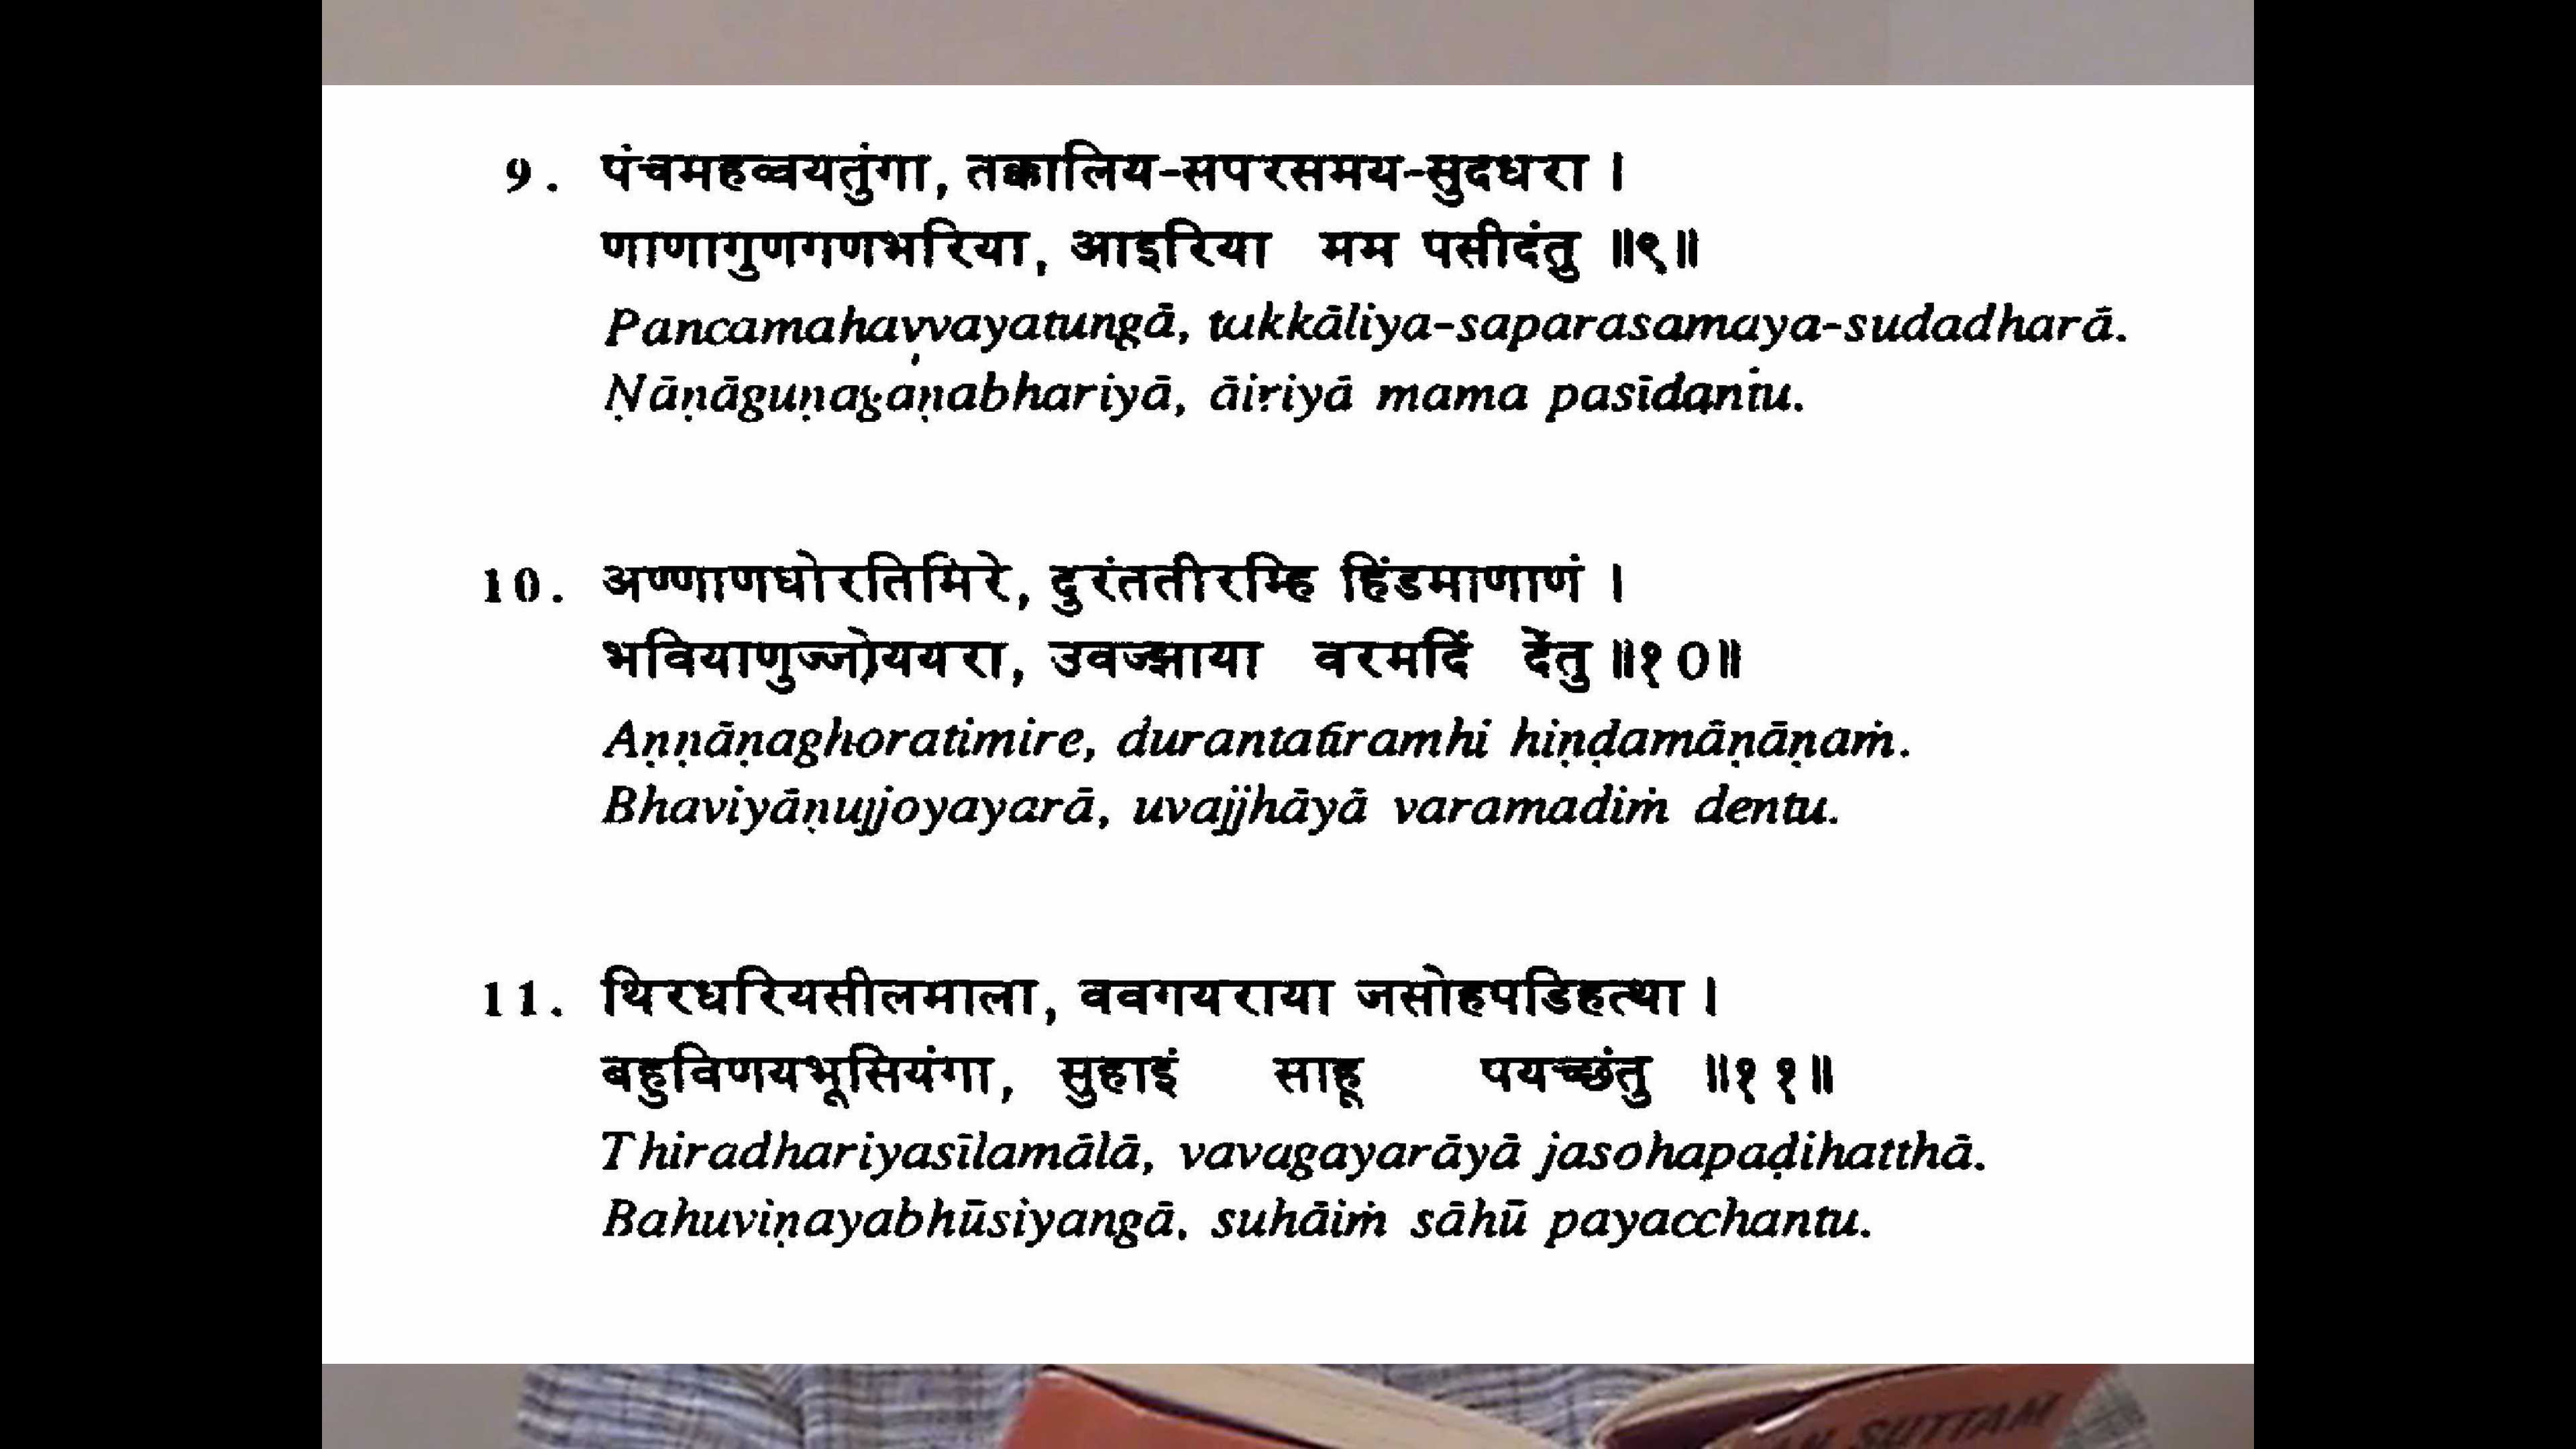 9. पंचमहव्वयतुंगा, तक्कालिय-सपरसमय-सुदधरा ।
णाणागुणगणभरिया, आइरिया मम पसीदंतु ॥९॥
Pancamahavvayatungā, tukkāliya-saparasamaya-sudadharā.
Ṇāṇāguṇagaṇabhariyā, āiriyā mama pasīdantu.
10. अण्णाणघोरतिमिरे, दुरंततीरम्हि हिंडमाणाणं ।
भवियाणुज्जोययरा, उवज्झाया वरमदिं देंतु ॥१०॥
Aṇṇāṇaghoratimire, durantatīramhi hiṇḍamāṇāṇaṁ.
Bhaviyāṇujjoyayarā, uvajjhāyā varamadiṁ dentu.
11. थिरधरियसीलमाला, ववगयराया जसोहपडिहत्था ।
बहुविणयभूसियंगा, सुहाइं साहू पयच्छंतु ॥११॥
Thiradhariyasīlamālā, vavagayarāyā jasohapaḍihatthā.
Bahuviṇayabhūsiyangā, suhāiṁ sāhū payacchantu.
SUTTAM